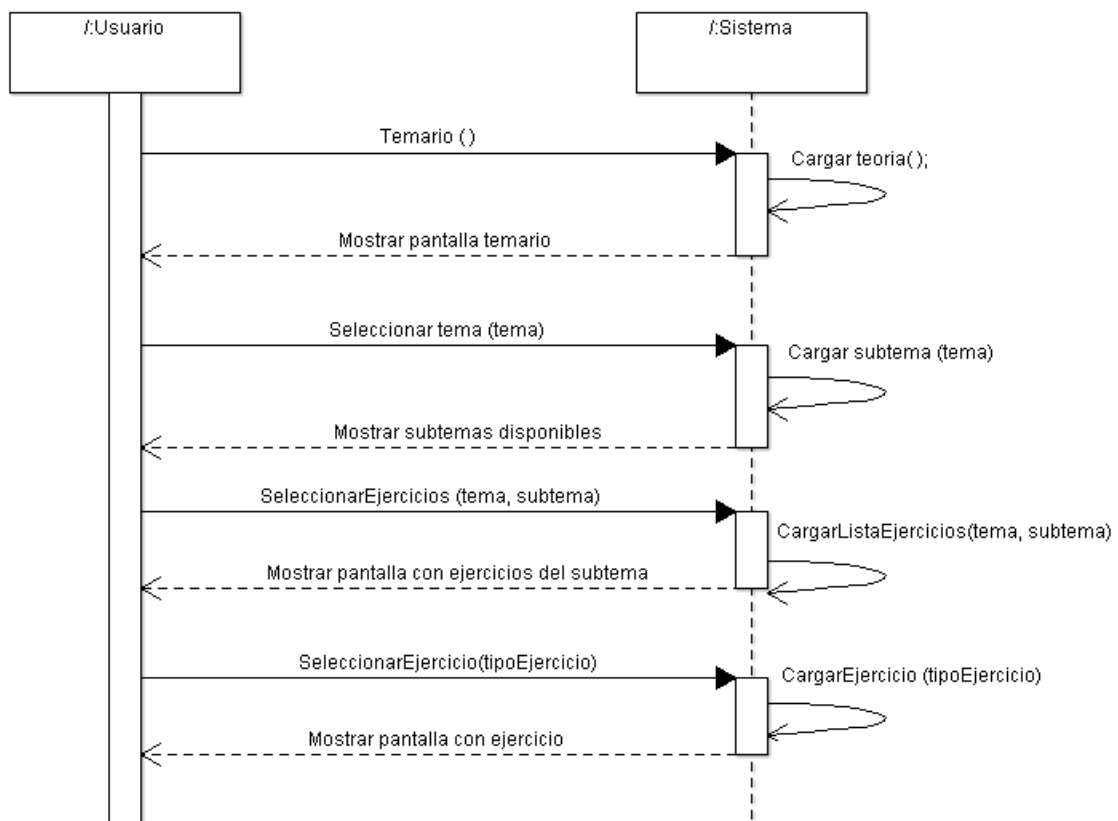 /:Usuario
/:Sistema
Temario ( )
Cargar teoria( );
Mostrar pantalla temario
Seleccionar tema (tema)
Cargar subtema (tema)
Mostrar subtemas disponibles
SeleccionarEjercicios (tema, subtema)
CargarListaEjercicios(tema, subtema)
Mostrar pantalla con ejercicios del subtema
SeleccionarEjercicio(tipoEjercicio)
CargarEjercicio (tipoEjercicio)
Mostrar pantalla con ejercicio